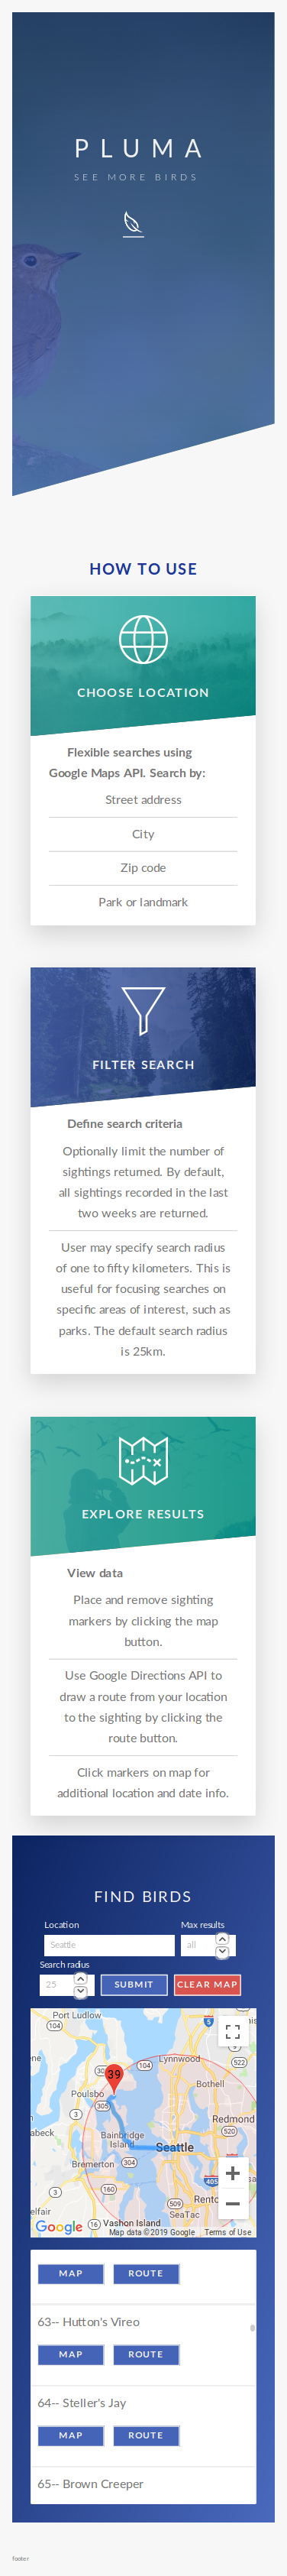 PLUMA
SEE MORE BIRDS
HOW TO USE
CHOOSE LOCATION
Flexible searches using
Google Maps API. Search by:
Street address
City
Zip code
Park or landmark
FILTER SEARCH
Define search criteria
Optionally limit the number of
sightings returned. By default,
all sightings recorded in the last
two weeks are returned.
User may specify search radius
of one to fifty kilometers. This is
useful for focusing searches on
specific areas of interest, such as
parks. The default search radius
is 25km.
EXPLORE RESULTS
View data
Place and remove sighting
markers by clicking the map
button.
Use Google Directions API to
draw a route from your location
to the sighting by clicking the
route button.
Click markers on map for
additional location and date info.
FIND BIRDS
Location Max results
Seattle all
Search radius
25 SUBMIT CLEAR MAP
Port Ludlow
104 5
Lynnwood 522
104
39 Bothell
Poulsbo
305
3 Redmond
Bainbridge
Island Seattle 520
Bremerton 304
405
3 160
509 Rento
SeaTac
elfair
Google 16 Vashon Island
Map data ©2019 Google Terms of Use
MAP ROUTE
63-- Hutton's Vireo
MAP ROUTE
64-- Steller's Jay
MAP ROUTE
65-- Brown Creeper
footer